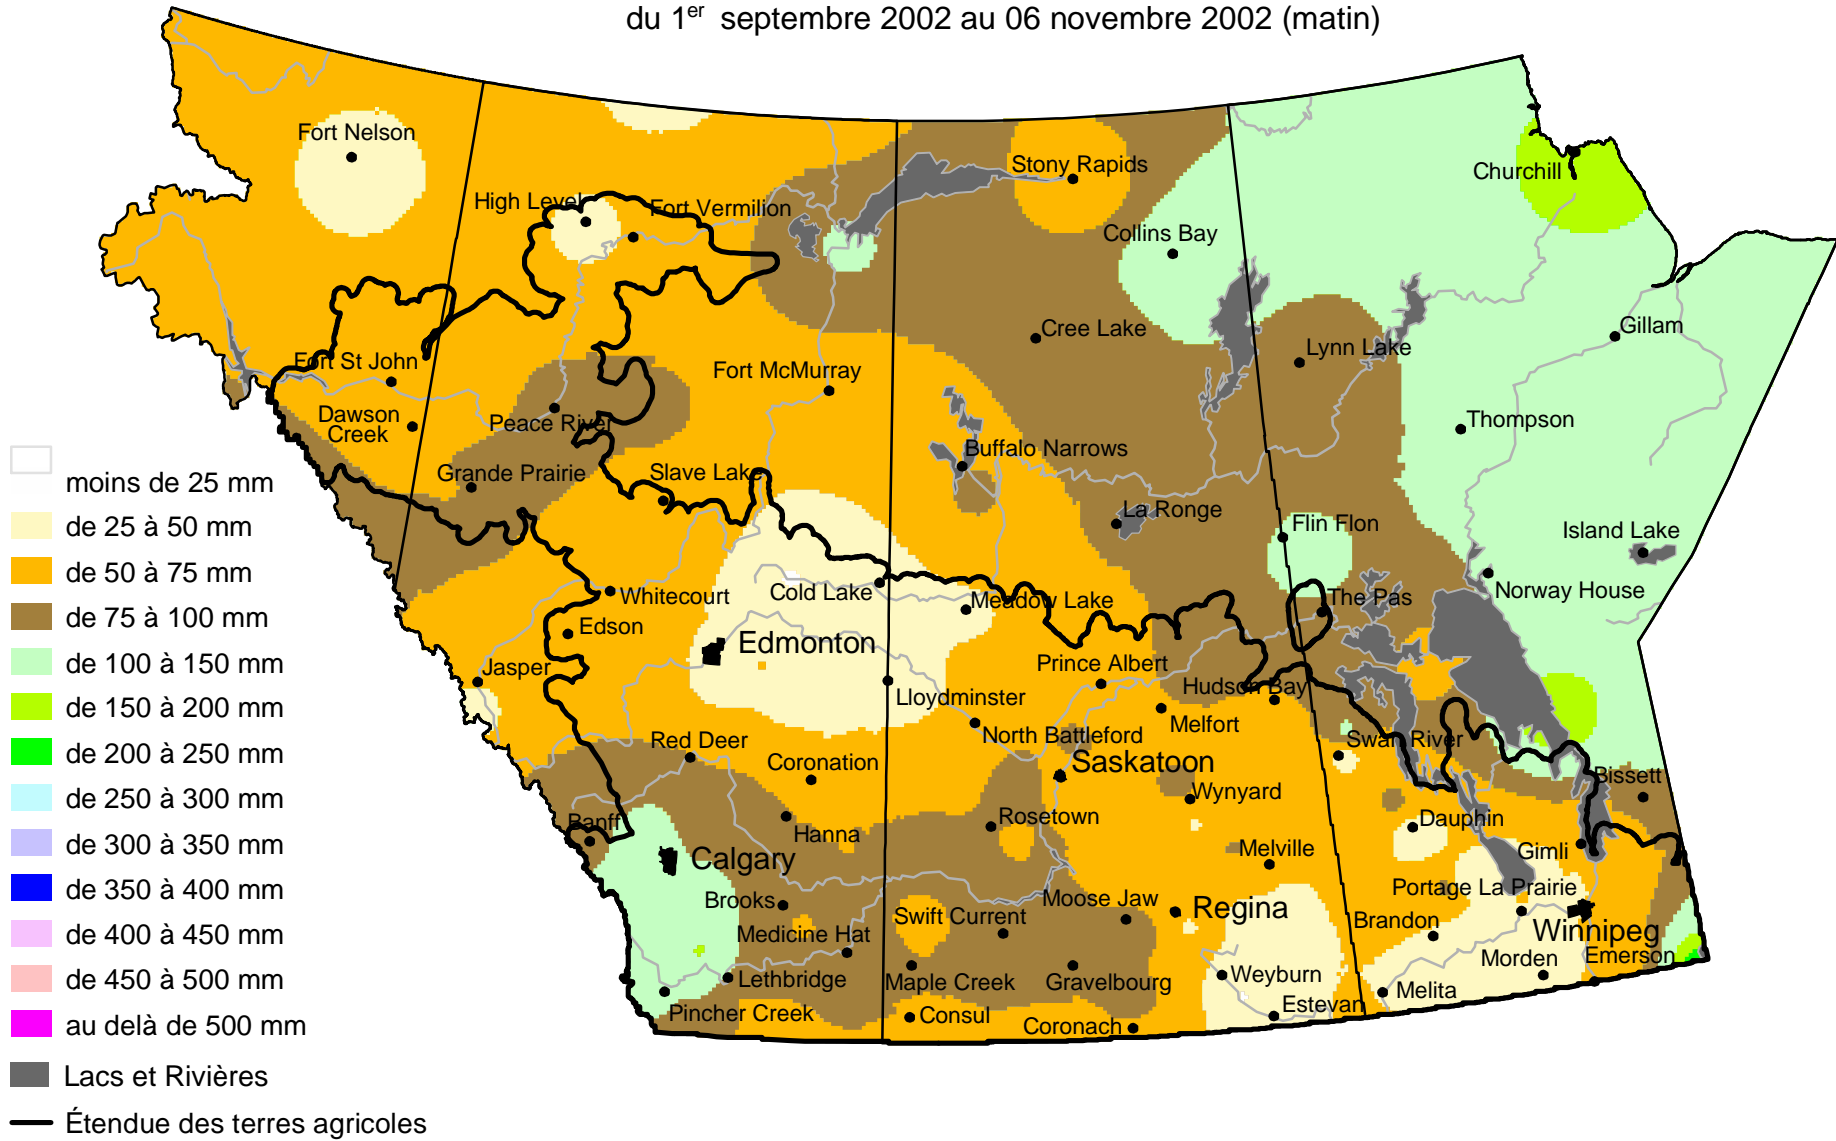 du 1er septembre 2002 au 06 novembre 2002 (matin)
Fort Nelson
Stony Rapids
Churchill
High Level
Fort Vermilion
Collins Bay
Cree Lake
Gillam
Lynn Lake
Fort St John
Fort McMurray
Dawson
Creek
Peace River
Thompson
Buffalo Narrows
Grande Prairie
Slave Lake
La Ronge
Flin Flon
Island Lake
Cold Lake
Whitecourt
Meadow Lake
The Pas
Norway House
Edson
Edmonton
Jasper
Prince Albert
Hudson Bay
Lloydminster
Melfort
North Battleford
Red Deer
Swan River
Coronation
Saskatoon
Bissett
Wynyard
Banff
Hanna
Rosetown
Dauphin
Calgary
Melville
Gimli
Brooks
Moose Jaw
Portage La Prairie
Swift Current
Regina
Brandon
Medicine Hat
Winnipeg
Lethbridge
Maple Creek
Gravelbourg
Weyburn
Morden
Emerson
Pincher Creek
Consul
Coronach
Estevan
Melita
moins de 25 mm
de 25 à 50 mm
de 50 à 75 mm
de 75 à 100 mm
de 100 à 150 mm
de 150 à 200 mm
de 200 à 250 mm
de 250 à 300 mm
de 300 à 350 mm
de 350 à 400 mm
de 400 à 450 mm
de 450 à 500 mm
au delà de 500 mm
Lacs et Rivières
Étendue des terres agricoles